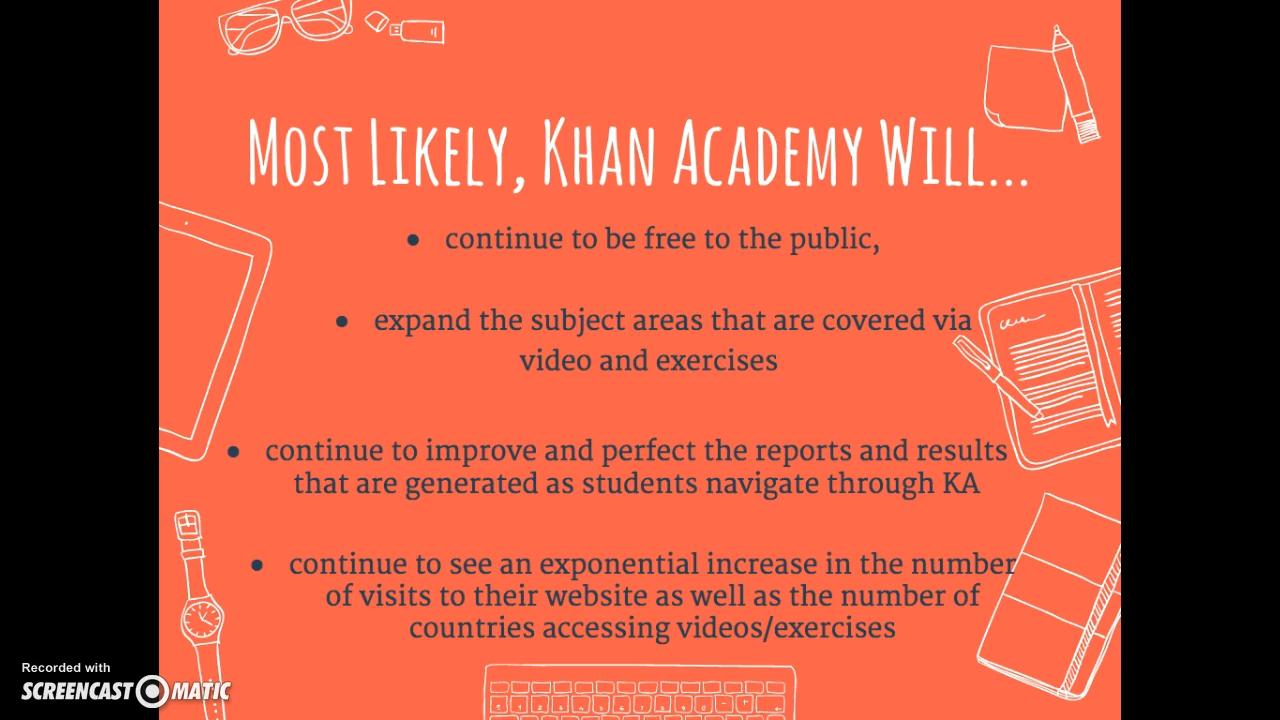 Most Likely, Khan Academy Will...
● continue to be free to the public,
● expand the subject areas that are covered via
video and exercises
● continue to improve and perfect the reports and results
that are generated as students navigate through KA
● continue to see an exponential increase in the number
of visits to their website as well as the number of
countries accessing videos/exercises
Recorded with
SCREENCAST MATIC